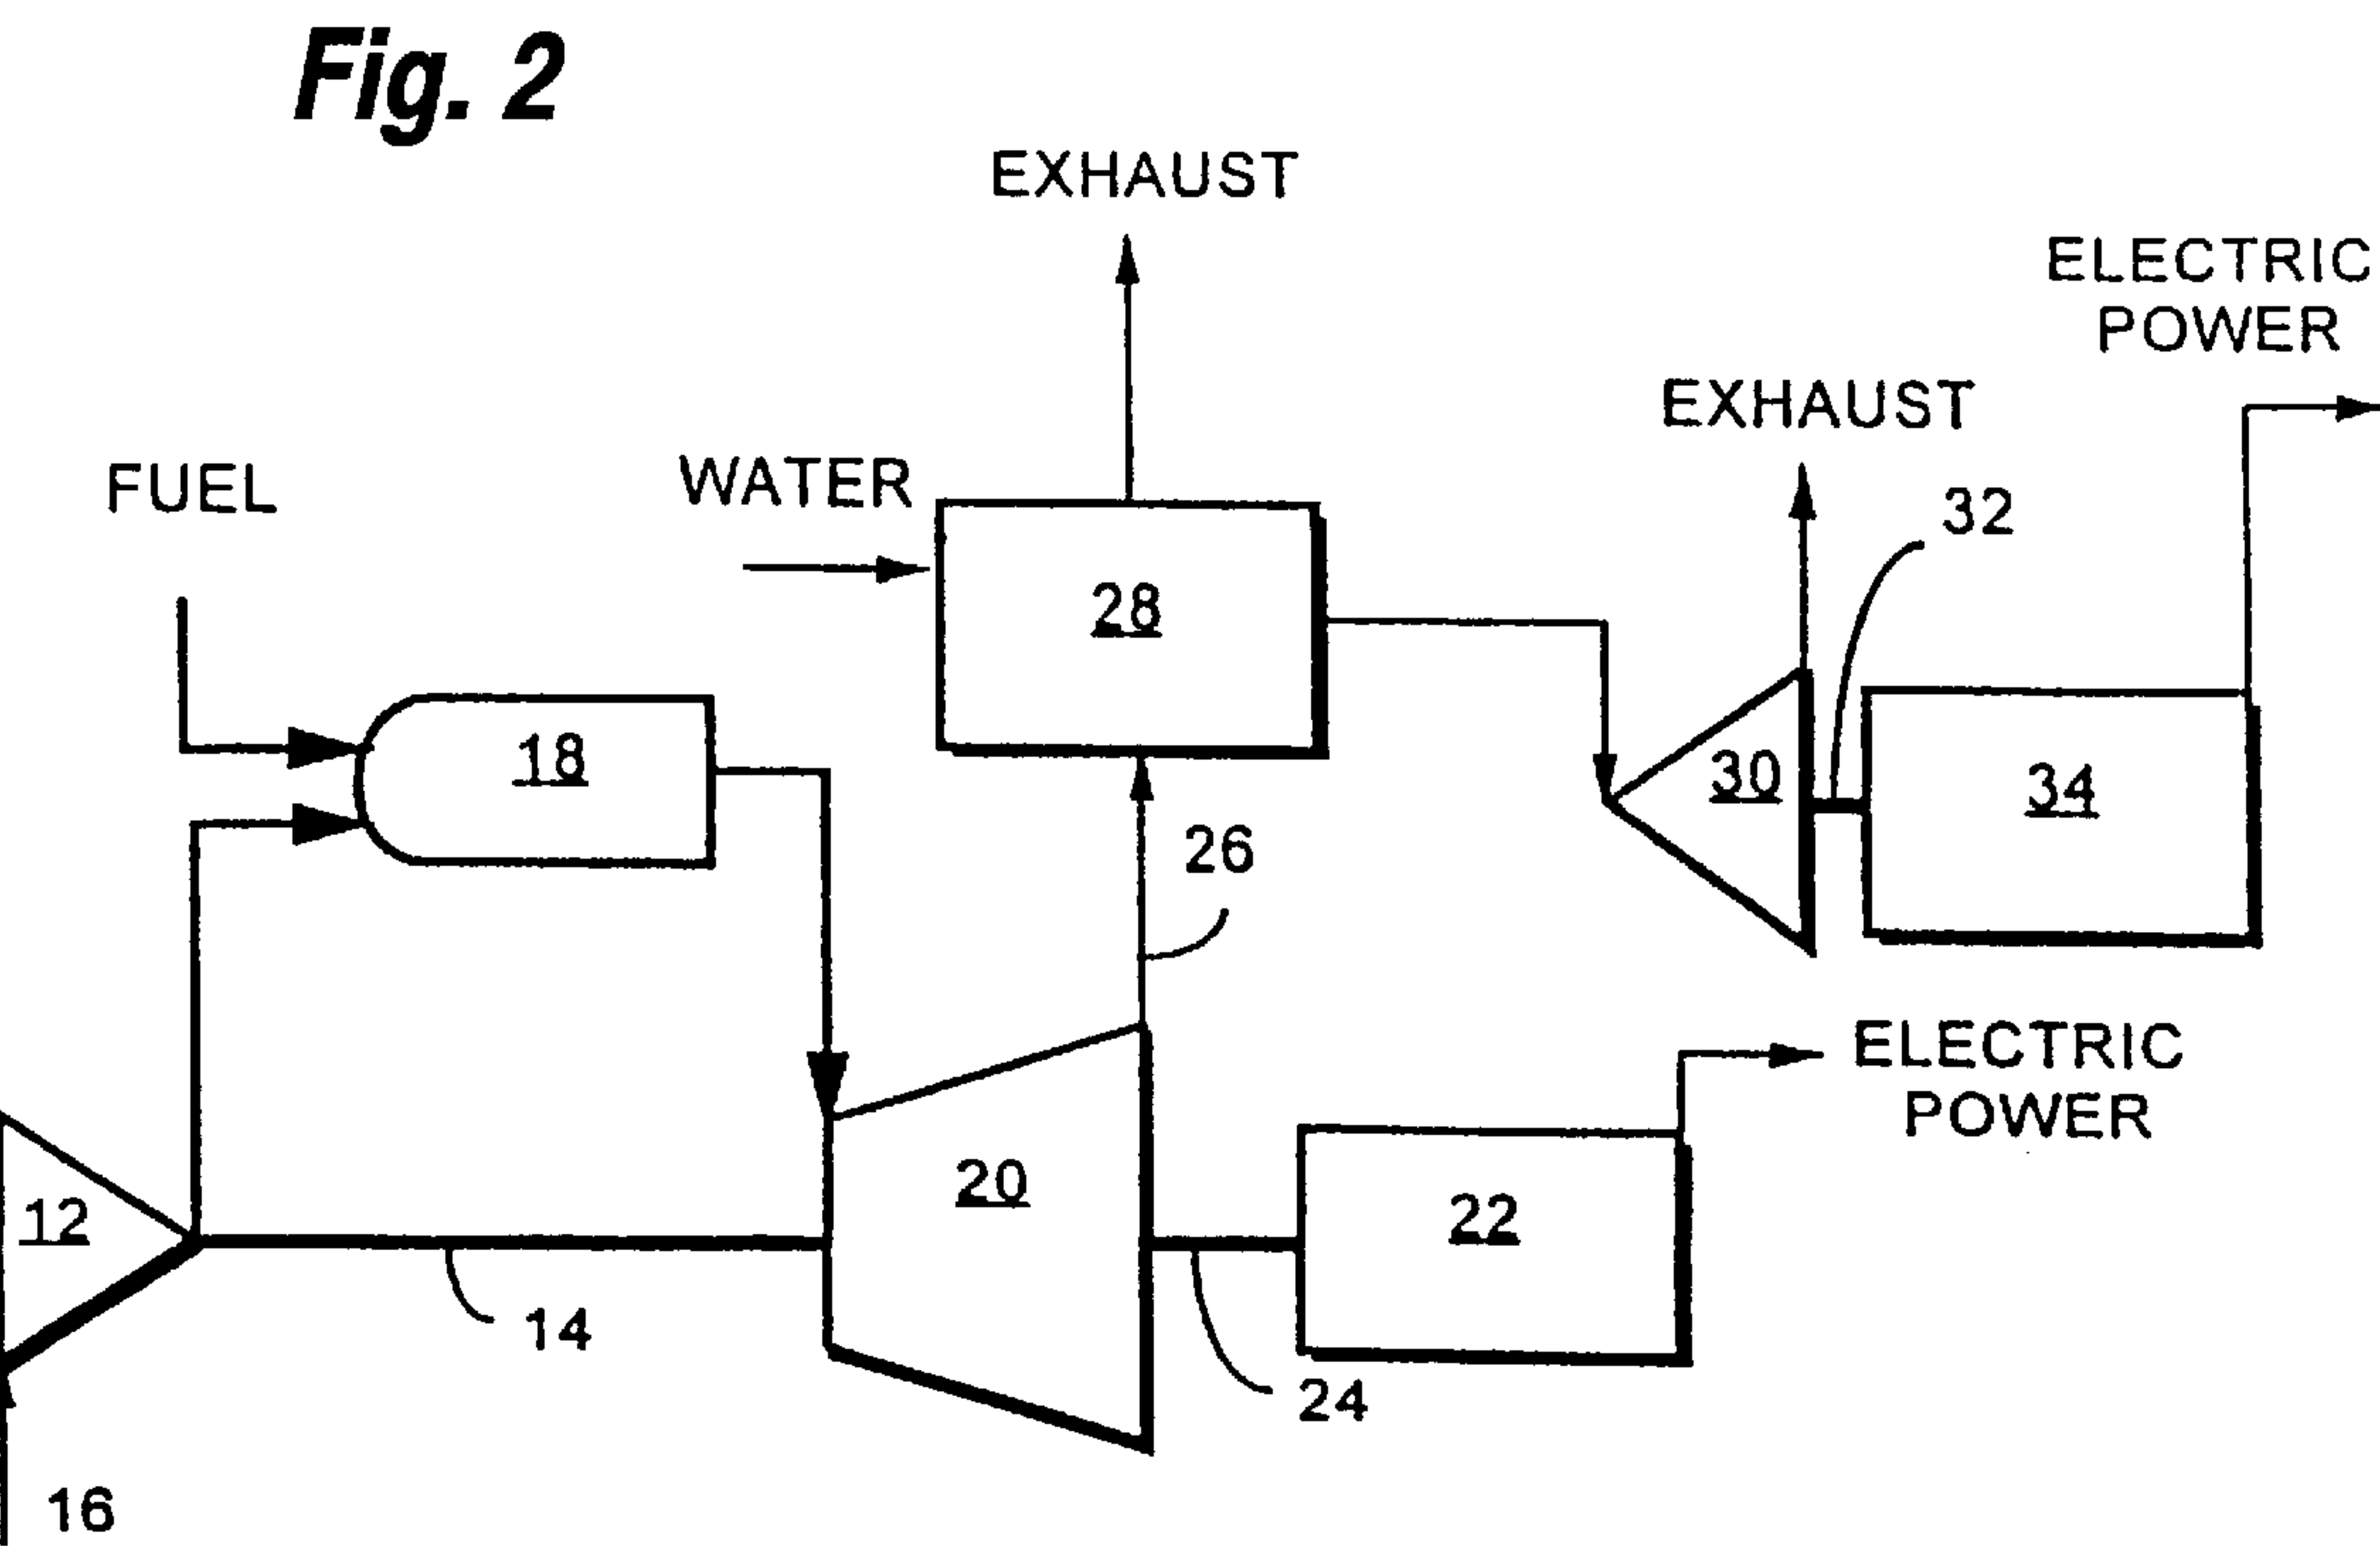 Fig. 2
EXHAUST
ELECTRIC
POWER
EXHAUST
FUEL
WATER
32
28
18
30
34
26
ELECTRIC
POWER
20
12
22
14
24
16